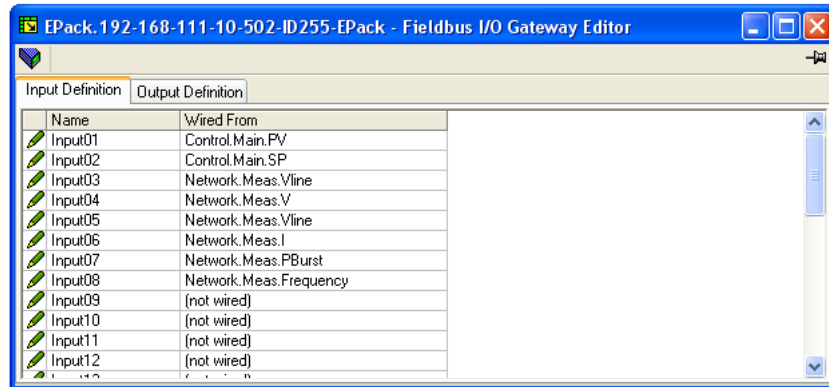 EPack.192-168-111-10-502-ID255-EPack - Fieldbus I/O Gateway Editor
Input Definition Output Definition
Name Wired From
Input01 Control.Main.PV
Input02 Control.Main.SP
Input03 Network.Meas.Vline
Input04 Network.Meas.V
Input05 Network.Meas.Vline
Input06 Network.Meas.I
Input07 Network.Meas.PBurst
Input08 Network.Meas.Frequency
Input09 (not wired)
Input10 (not wired)
Input11 (not wired)
Input12 (not wired)